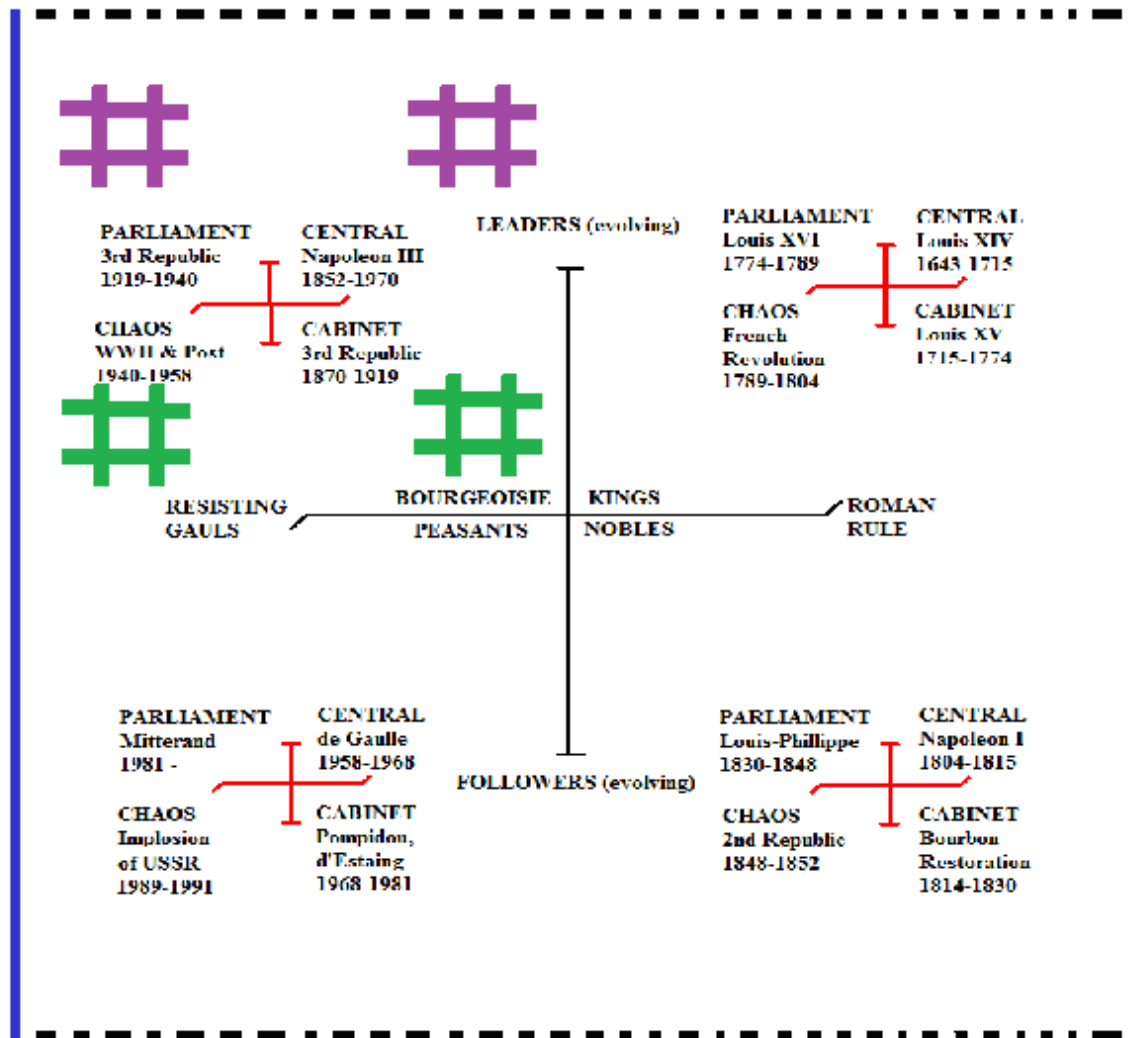 LEADERS (evolving)
PARLIAMENT
3rd Republic
1919-1940
CENTRAL
Napoleon III
1852-1970
CHAOS
WWII & Post
1940-1958
CABINET
3rd Republic
1870-1919
PARLIAMENT
Louis XVI
1774-1789
CENTRAL
Louis XIV
1643-1715
CHAOS
French
Revolution
1789-1804
CABINET
Louis XV
1715-1774
RESISTING
GAULS
BOURGEOISIE
PEASANTS
KINGS
NOBLES
ROMAN
RULE
PARLIAMENT
Mitterand
1981 -
CENTRAL
de Gaulle
1958-1968
CHAOS
Implosion
of USSR
1989-1991
CABINET
Pompidou,
d'Estaing
1968-1981
FOLLOWERS (evolving)
PARLIAMENT
Louis-Phillippe
1830-1848
CENTRAL
Napoleon I
1804-1815
CHAOS
2nd Republic
1848-1852
CABINET
Bourbon
Restoration
1814-1830